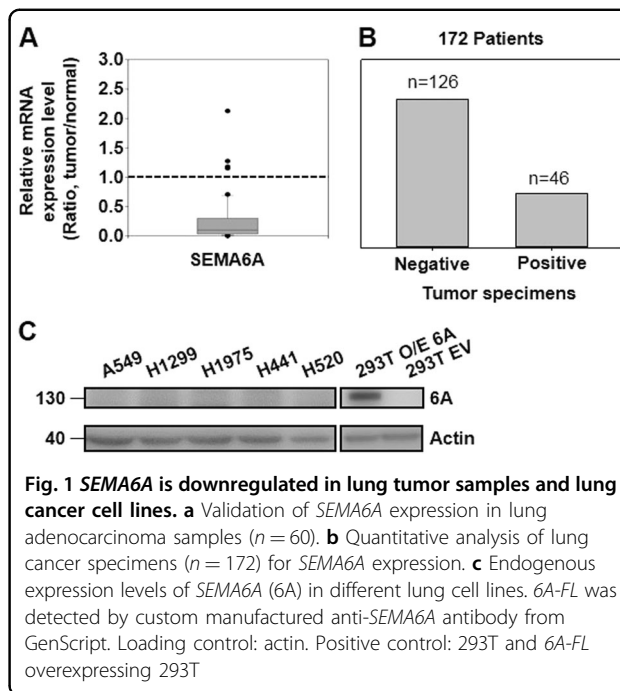 A
Relative mRNA
expression level
(Ratio, tumor/normal)
3.0
2.5
2.0
1.5
1.0
0.5
0.0
SEMA6A
B
172 Patients
n=126
n=46
Negative
Positive
Tumor specimens
C
A549
H1299
H1975
H441
H520
293T O/E 6A
293T EV
130
6A
40
Actin
Fig. 1 SEMA6A is downregulated in lung tumor samples and lung
cancer cell lines. a Validation of SEMA6A expression in lung
adenocarcinoma samples (n = 60). b Quantitative analysis of lung
cancer specimens (n = 172) for SEMA6A expression. c Endogenous
expression levels of SEMA6A (6A) in different lung cell lines. 6A-FL was
detected by custom manufactured anti-SEMA6A antibody from
GenScript. Loading control: actin. Positive control: 293T and 6A-FL
overexpressing 293T